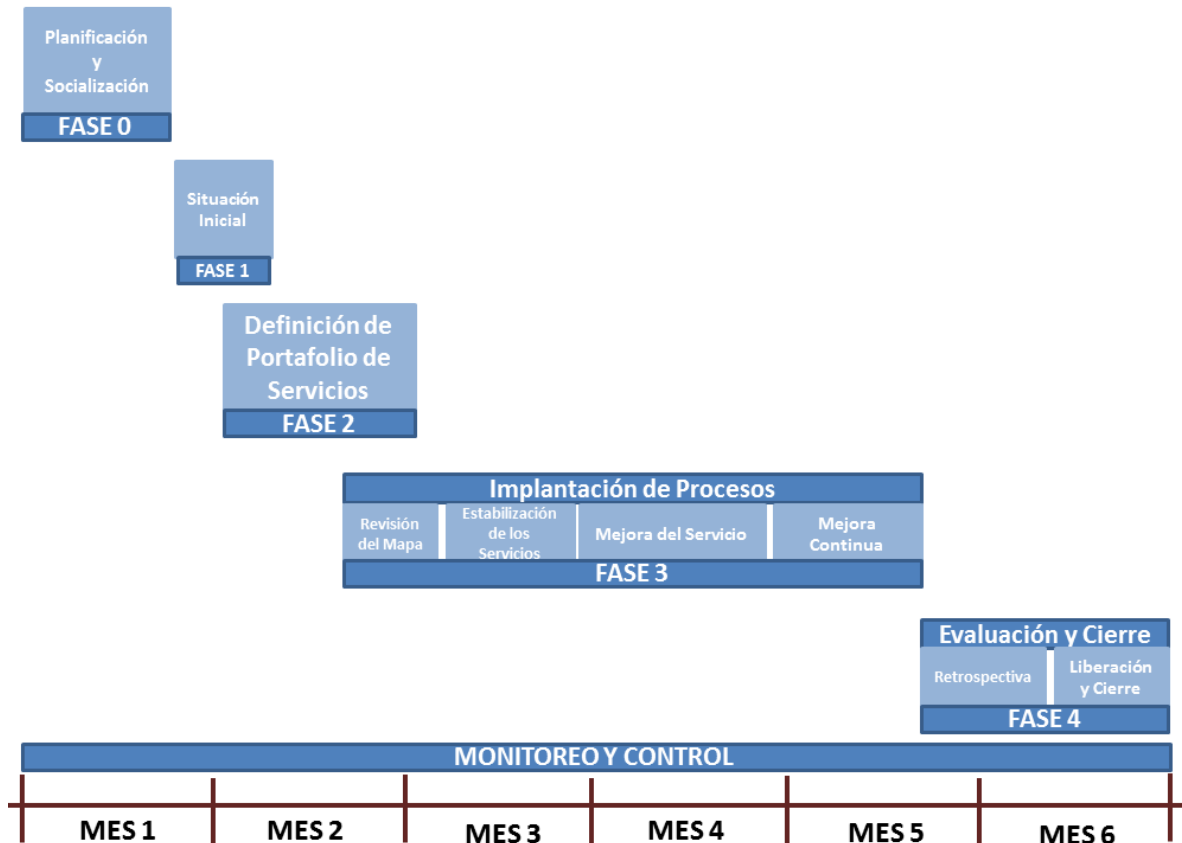 Planificación
y
Socialización
FASE 0
Situación
Inicial
FASE 1
Definición de
Portafolio de
Servicios
FASE 2
Implantación de Procesos
Revisión
del Mapa
Estabilización
de los
Servicios
Mejora del Servicio
Mejora
Continua
FASE 3
Evaluación y Cierre
Retrospectiva
Liberación
y Cierre
FASE 4
MONITOREO Y CONTROL
MES 1
MES 2
MES 3
MES 4
MES 5
MES 6